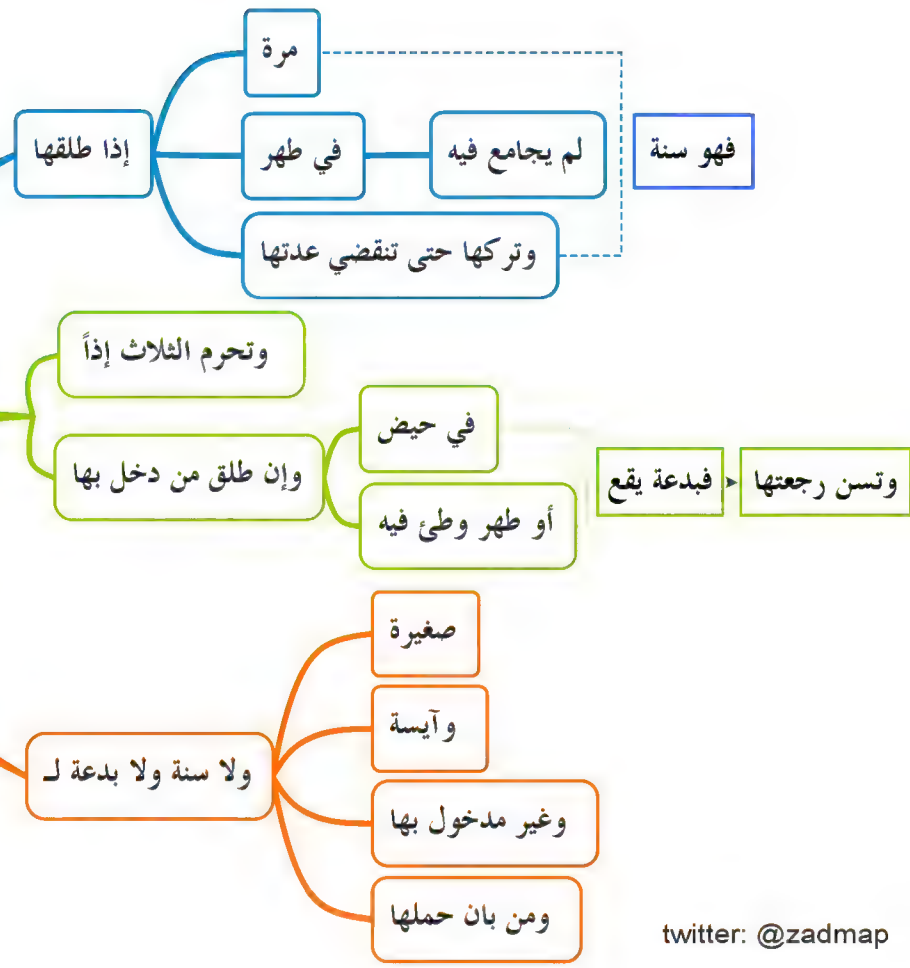 إذا طلقها
مرة
في طهر
لم يجامع فيه
وتركها حتى تنقضي عدتها
فهو سنة
وتحرم الثلاث إذاً
وإن طلق من دخل بها
في حيض
أو طهر وطئ فيه
فبدعة يقع
وتسن رجعتها
ولا سنة ولا بدعة لـ
صغيرة
وآيسة
وغير مدخول بها
ومن بان حملها
twitter: @zadmap